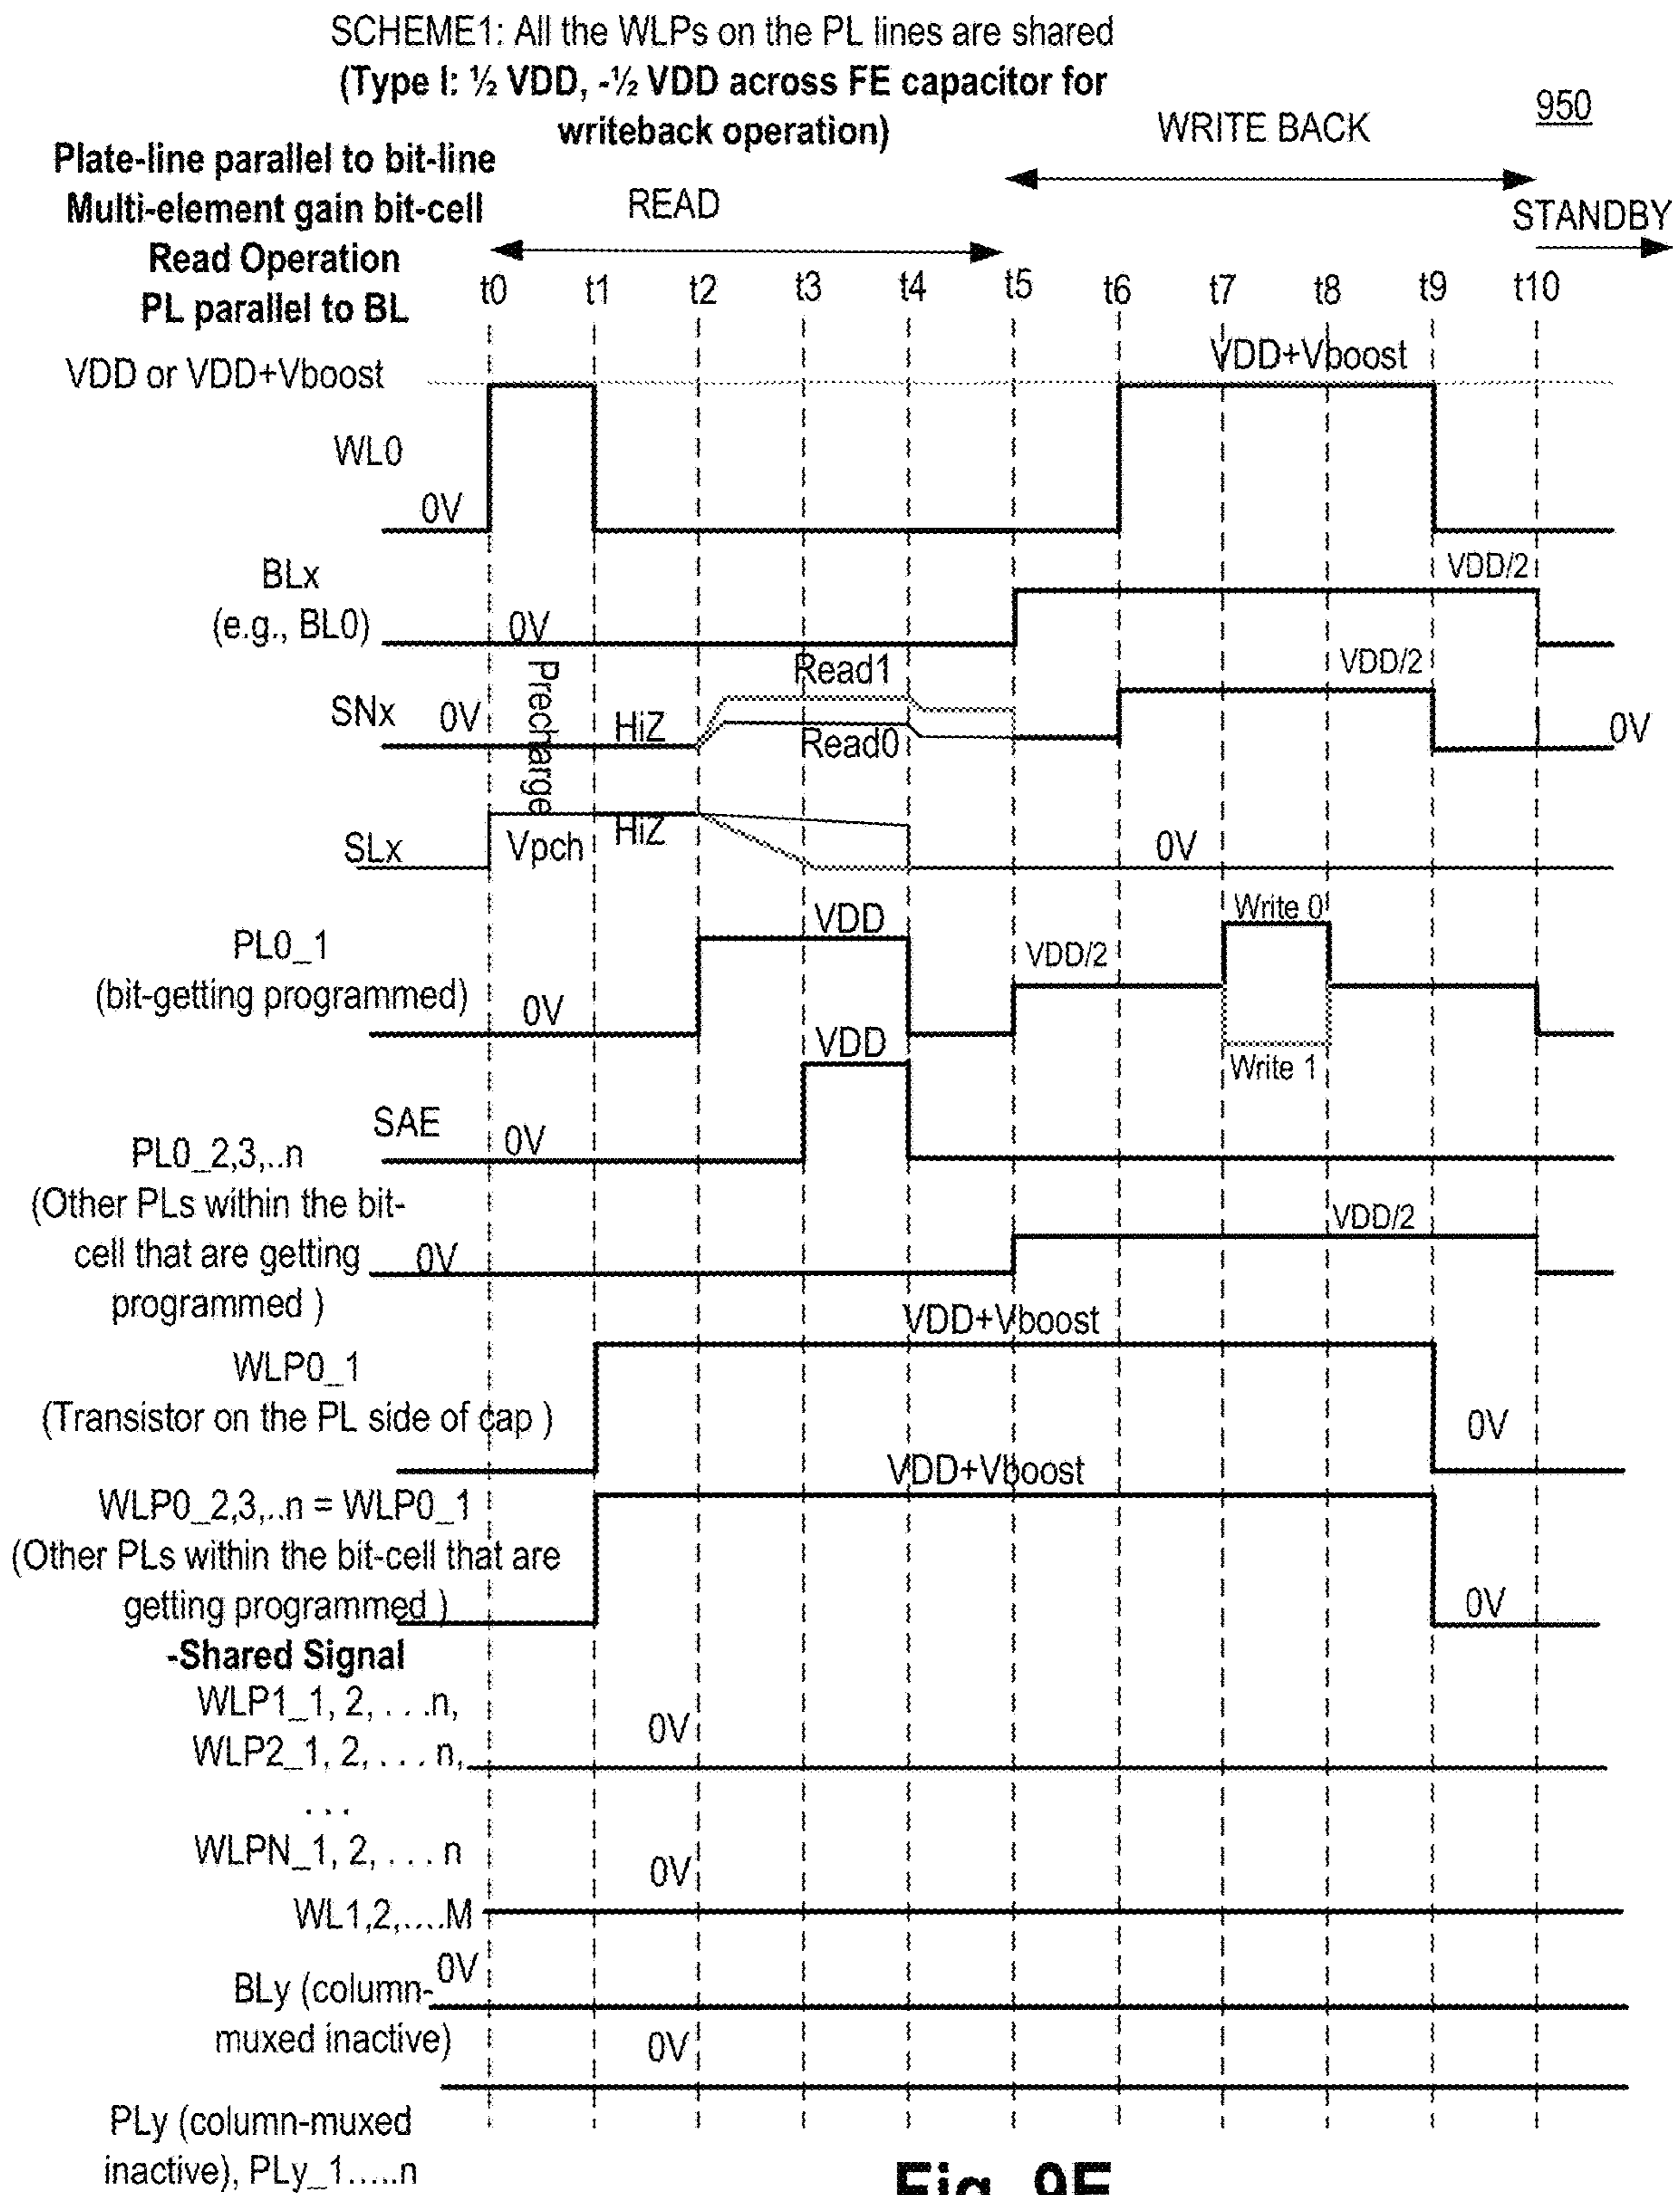 SCHEME1: All the WLPs on the PL lines are shared
(Type I: ½ VDD, -½ VDD across FE capacitor for
writeback operation)
950
WRITE BACK
Plate-line parallel to bit-line
Multi-element gain bit-cell
Read Operation
PL parallel to BL
READ
STANDBY
t0 t1 t2 t3 t4 t5 t6 t7 t8 t9 t10
VDD or VDD+Vboost
VDD+Vboost
WL0
0V
BLx
(e.g., BL0)
0V
VDD/2
Precharge
SNx
0V
HiZ
Read1
Read0
VDD/2
0V
SLx
Vpch
HiZ
0V
PL0_1
(bit-getting programmed)
0V
VDD
VDD/2
Write 0
Write 1
SAE
0V
VDD
PL0_2,3,..n
(Other PLs within the bit-
cell that are getting
programmed )
0V
VDD/2
WLP0_1
(Transistor on the PL side of cap )
VDD+Vboost
0V
WLP0_2,3,..n = WLP0_1
(Other PLs within the bit-cell that are
getting programmed )
-Shared Signal
VDD+Vboost
0V
WLP1_1, 2, . . .n,
WLP2_1, 2, . . . n,
. . .
WLPN_1, 2, . . . n
0V
WL1,2,....M
0V
BLy (column-
muxed inactive)
0V
0V
PLy (column-muxed
inactive), PLy_1.....n
Fig. 9E